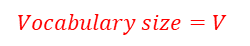 Vocabulary size = V